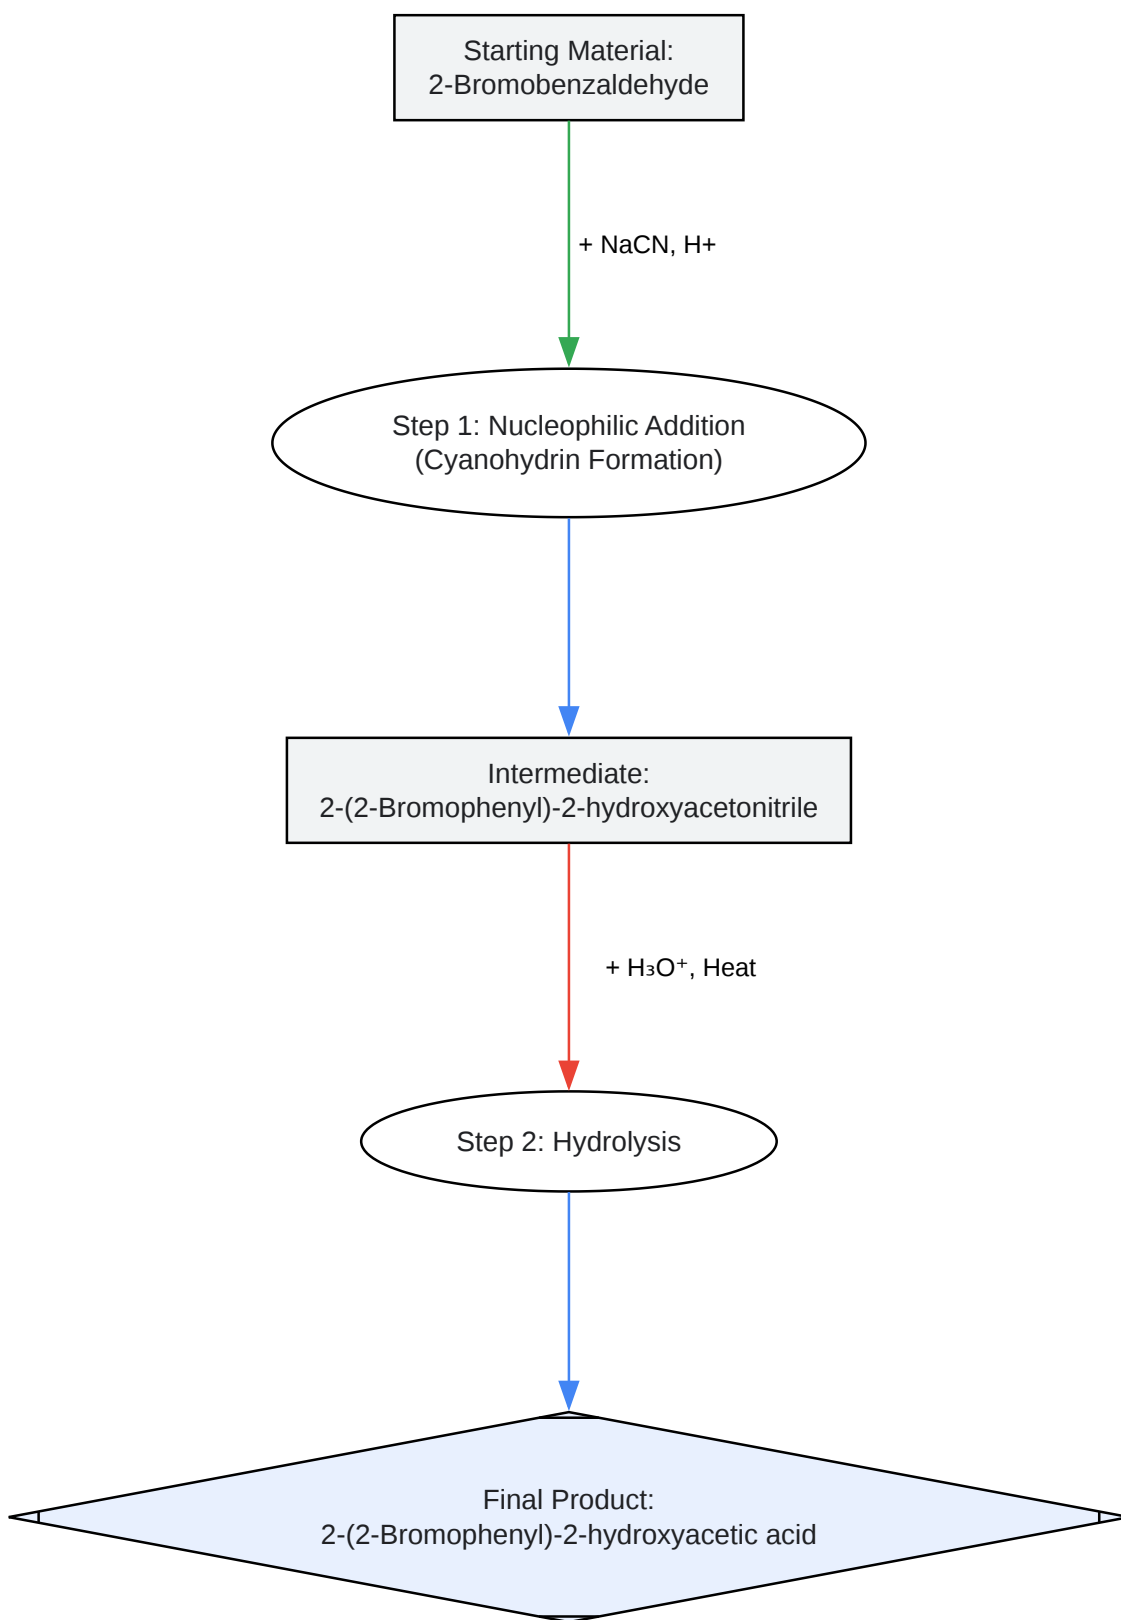 Starting Material:
2-Bromobenzaldehyde
+ NaCN, H+
Step 1: Nucleophilic Addition
(Cyanohydrin Formation)
Intermediate:
2-(2-Bromophenyl)-2-hydroxyacetonitrile
+ H₃O⁺, Heat
Step 2: Hydrolysis
Final Product:
2-(2-Bromophenyl)-2-hydroxyacetic acid